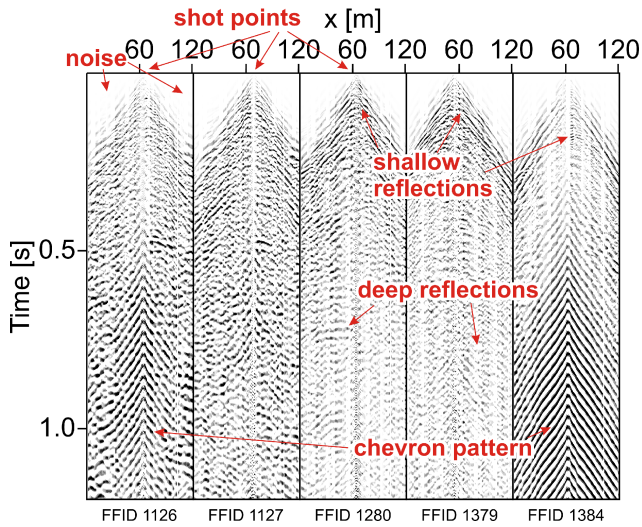 shot points
x [m]
60 120 60 120 60 120 60 120 60 120
noise
shallow
reflections
0.5
Time [s]
deep reflections
1.0
chevron pattern
FFID 1126 FFID 1127 FFID 1280 FFID 1379 FFID 1384